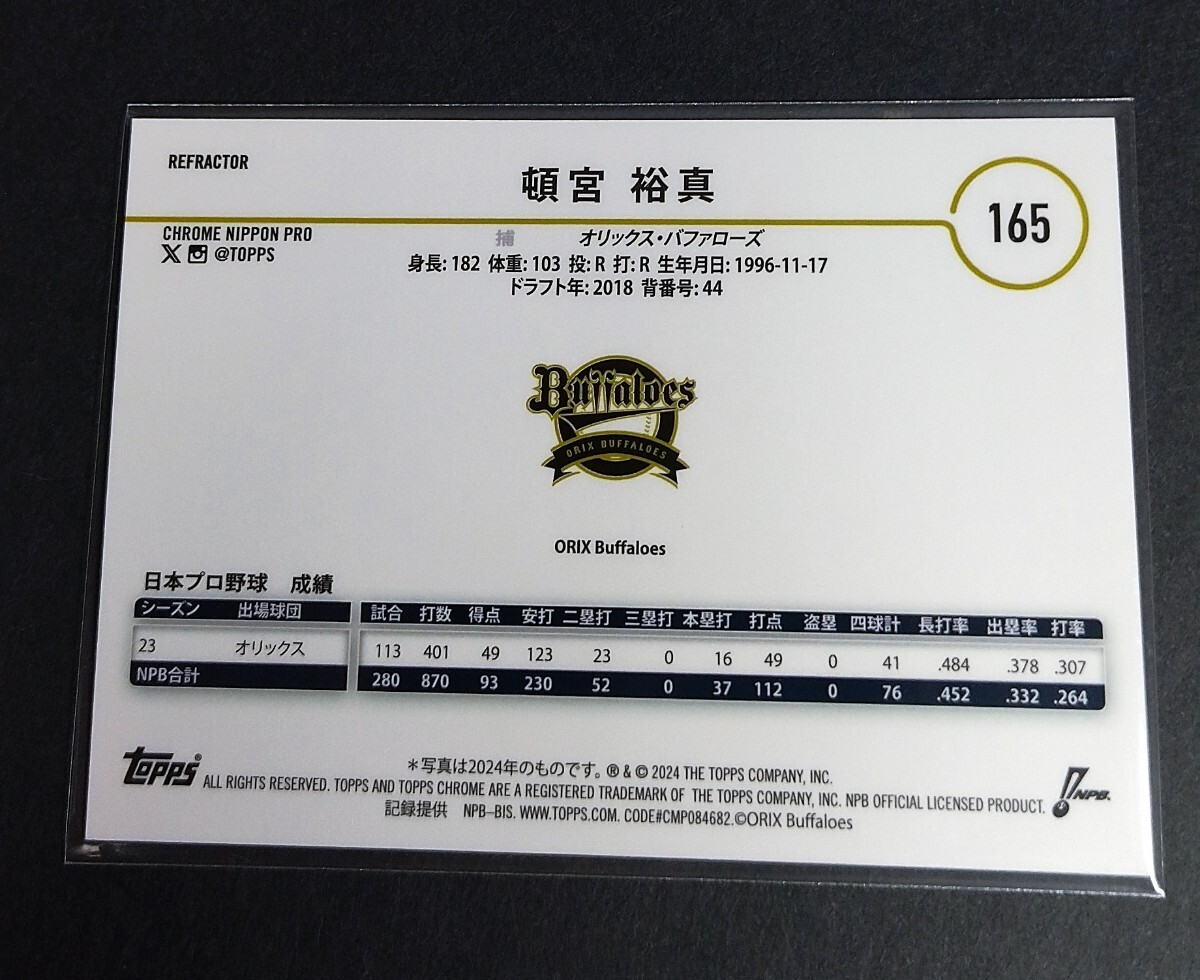 REFRACTOR
頓宮 裕真
165
CHROME NIPPON PRO
捕 オリックス・バファローズ
@TOPPS
身長: 182 体重: 103 投: R 打: R 生年月日: 1996-11-17
ドラフト年: 2018 背番号: 44
Buffaloes
ORIX BUFFALOES
ORIX Buffaloes
日本プロ野球 成績
シーズン 出場球団 試合 打数 得点 安打 二塁打 三塁打 本塁打 打点 盗塁 四球計 長打率 出塁率 打率
23 オリックス 113 401 49 123 23 0 16 49 0 41 .484 .378 .307
NPB合計 280 870 93 230 52 0 37 112 0 76 .452 .332 .264
TOPPS®
＊写真は2024年のものです。® & © 2024 THE TOPPS COMPANY, INC.
ALL RIGHTS RESERVED. TOPPS AND TOPPS CHROME ARE A REGISTERED TRADEMARK OF THE TOPPS COMPANY, INC. NPB OFFICIAL LICENSED PRODUCT.
記録提供 NPB–BIS. WWW.TOPPS.COM. CODE#CMP084682.©ORIX Buffaloes
NPB.